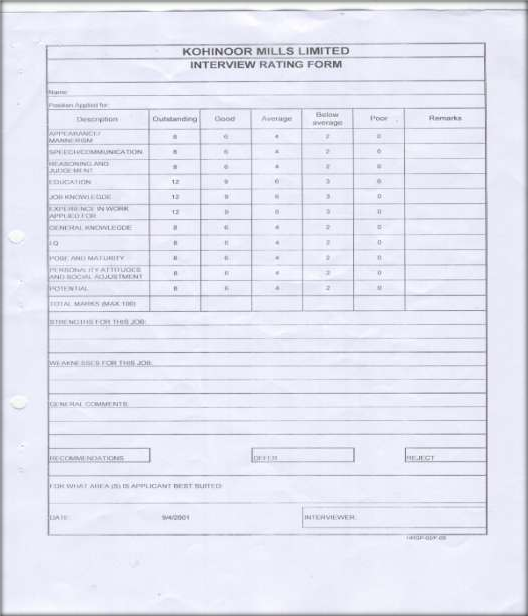 KOHINOOR MILLS LIMITED
INTERVIEW RATING FORM
Name:
Position Applied for:
Description Outstanding Good Average Below average Poor Remarks
APPEARANCE/
MANNERISM 8 6 4 2 0
SPEECH/COMMUNICATION 8 6 4 2 0
REASONING AND
JUDGEMENT 8 6 4 2 0
EDUCATION 12 9 6 3 0
JOB KNOWLEGDE 12 9 6 3 0
EXPERIENCE IN WORK
APPLIED FOR 12 9 6 3 0
GENERAL KNOWLEGDE 8 6 4 2 0
I.Q 8 6 4 2 0
POISE AND MATURITY 8 6 4 2 0
PERSONALITY ATTITUDES
AND SOCIAL ADJUSTMENT 8 6 4 2 0
POTENTIAL 8 6 4 2 0
TOTAL MARKS (MAX 100)
STRENGTHS FOR THIS JOB:
WEAKNESSES FOR THIS JOB:
GENERAL COMMENTS:
RECOMMENDATIONS OFFER REJECT
FOR WHAT AREA (S) IS APPLICANT BEST SUITED:
DATE: 9/4/2001 INTERVIEWER: